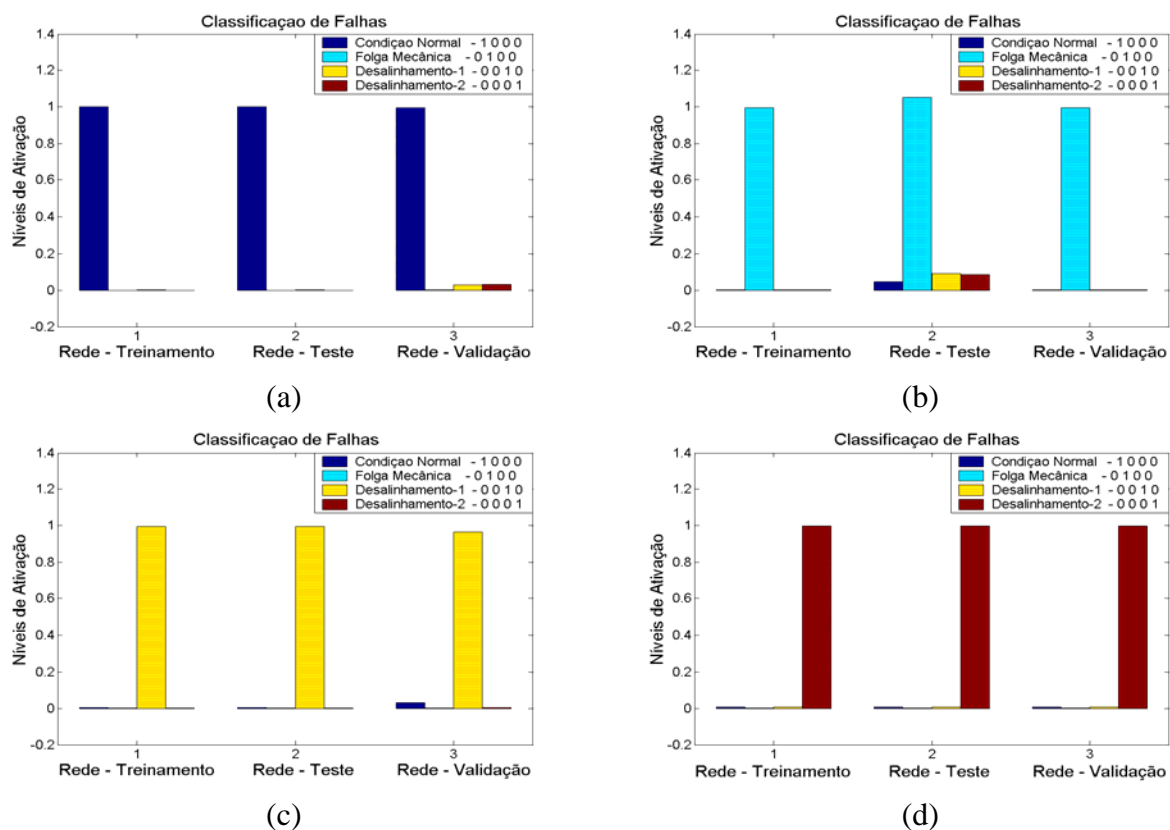 Classificaçao de Falhas
1.4
1.2
1
0.8
0.6
0.4
0.2
0
-0.2
Níveis de Ativação
Condiçao Normal - 1 0 0 0
Folga Mecânica - 0 1 0 0
Desalinhamento-1 - 0 0 1 0
Desalinhamento-2 - 0 0 0 1
1 2 3
Rede - Treinamento Rede - Teste Rede - Validação
(a)
Classificaçao de Falhas
1.4
1.2
1
0.8
0.6
0.4
0.2
0
-0.2
Níveis de Ativação
Condiçao Normal - 1 0 0 0
Folga Mecânica - 0 1 0 0
Desalinhamento-1 - 0 0 1 0
Desalinhamento-2 - 0 0 0 1
1 2 3
Rede - Treinamento Rede - Teste Rede - Validação
(b)
Classificaçao de Falhas
1.4
1.2
1
0.8
0.6
0.4
0.2
0
-0.2
Níveis de Ativação
Condiçao Normal - 1 0 0 0
Folga Mecânica - 0 1 0 0
Desalinhamento-1 - 0 0 1 0
Desalinhamento-2 - 0 0 0 1
1 2 3
Rede - Treinamento Rede - Teste Rede - Validação
(c)
Classificaçao de Falhas
1.4
1.2
1
0.8
0.6
0.4
0.2
0
-0.2
Níveis de Ativação
Condiçao Normal - 1 0 0 0
Folga Mecânica - 0 1 0 0
Desalinhamento-1 - 0 0 1 0
Desalinhamento-2 - 0 0 0 1
1 2 3
Rede - Treinamento Rede - Teste Rede - Validação
(d)